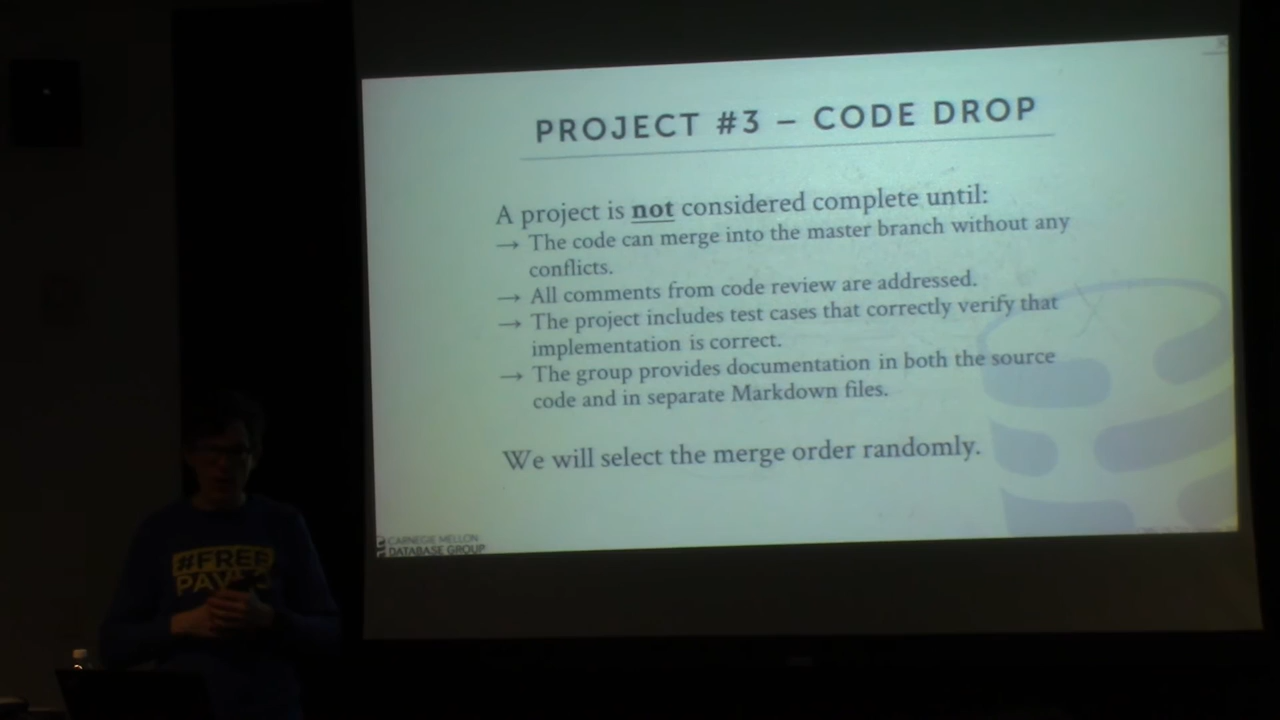 PROJECT #3 – CODE DROP
A project is not considered complete until:
→ The code can merge into the master branch without any
conflicts.
→ All comments from code review are addressed.
→ The project includes test cases that correctly verify that
implementation is correct.
→ The group provides documentation in both the source
code and in separate Markdown files.
We will select the merge order randomly.
CARNEGIE MELLON
DATABASE GROUP
#FREE